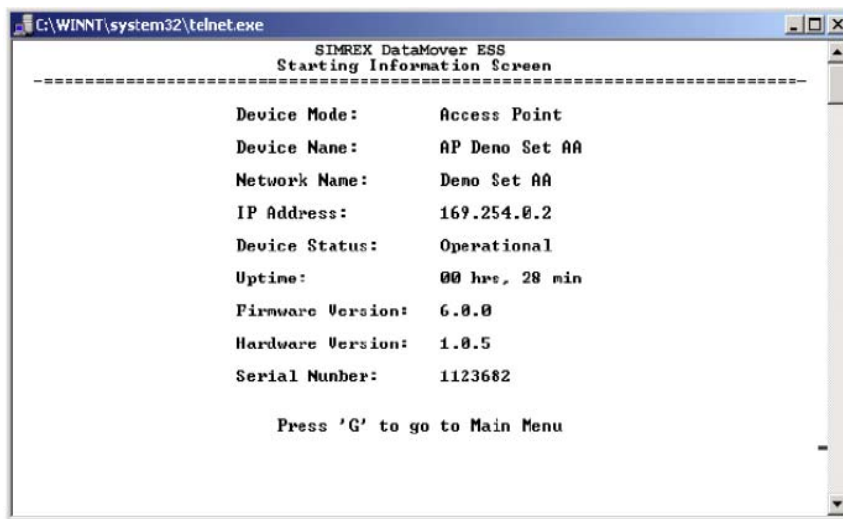 C:\WINNT\system32\telnet.exe
SIMREX DataMover ESS
Starting Information Screen
-==========================================================================-
Device Mode: Access Point
Device Name: AP Demo Set AA
Network Name: Demo Set AA
IP Address: 169.254.0.2
Device Status: Operational
Uptime: 00 hrs, 28 min
Firmware Version: 6.0.0
Hardware Version: 1.0.5
Serial Number: 1123682
Press 'G' to go to Main Menu